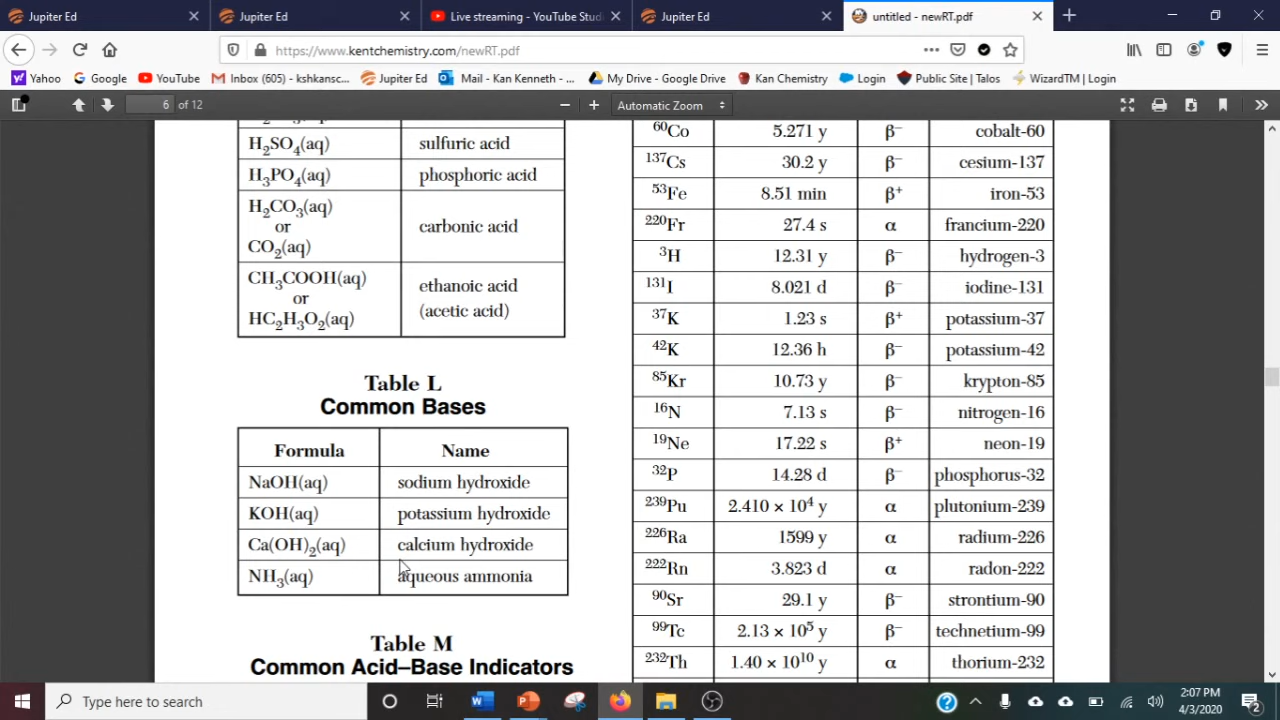 Jupiter Ed
Jupiter Ed
Live streaming - YouTube Stud
Jupiter Ed
untitled - newRT.pdf
https://www.kentchemistry.com/newRT.pdf
Yahoo
Google
YouTube
Inbox (605) - kshkansc...
Jupiter Ed
Mail - Kan Kenneth - ...
My Drive - Google Drive
Kan Chemistry
Login
Public Site | Talos
WizardTM | Login
6 of 12
Automatic Zoom
H₂SO₄(aq) sulfuric acid
H₃PO₄(aq) phosphoric acid
H₂CO₃(aq)
or
CO₂(aq)
carbonic acid
CH₃COOH(aq)
or
HC₂H₃O₂(aq)
ethanoic acid
(acetic acid)
Table L
Common Bases
Formula Name
NaOH(aq) sodium hydroxide
KOH(aq) potassium hydroxide
Ca(OH)₂(aq) calcium hydroxide
NH₃(aq) aqueous ammonia
Table M
Common Acid–Base Indicators
⁶⁰Co 5.271 y β⁻ cobalt-60
¹³⁷Cs 30.2 y β⁻ cesium-137
⁵³Fe 8.51 min β⁺ iron-53
²²⁰Fr 27.4 s α francium-220
³H 12.31 y β⁻ hydrogen-3
¹³¹I 8.021 d β⁻ iodine-131
³⁷K 1.23 s β⁺ potassium-37
⁴²K 12.36 h β⁻ potassium-42
⁸⁵Kr 10.73 y β⁻ krypton-85
¹⁶N 7.13 s β⁻ nitrogen-16
¹⁹Ne 17.22 s β⁺ neon-19
³²P 14.28 d β⁻ phosphorus-32
²³⁹Pu 2.410 × 10⁴ y α plutonium-239
²²⁶Ra 1599 y α radium-226
²²²Rn 3.823 d α radon-222
⁹⁰Sr 29.1 y β⁻ strontium-90
⁹⁹Tc 2.13 × 10⁵ y β⁻ technetium-99
²³²Th 1.40 × 10¹⁰ y α thorium-232
Type here to search
2:07 PM
4/3/2020
2